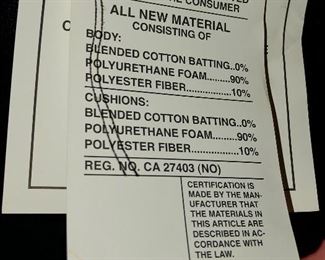 THE CONSUMER
ALL NEW MATERIAL
CONSISTING OF
BODY:
BLENDED COTTON BATTING..0%
POLYURETHANE FOAM........90%
POLYESTER FIBER.................10%
CUSHIONS:
BLENDED COTTON BATTING..0%
POLYURETHANE FOAM........90%
POLYESTER FIBER.................10%
REG. NO. CA 27403 (NO)
CERTIFICATION IS
MADE BY THE MAN-
UFACTURER THAT
THE MATERIALS IN
THIS ARTICLE ARE
DESCRIBED IN AC-
CORDANCE WITH
THE LAW.